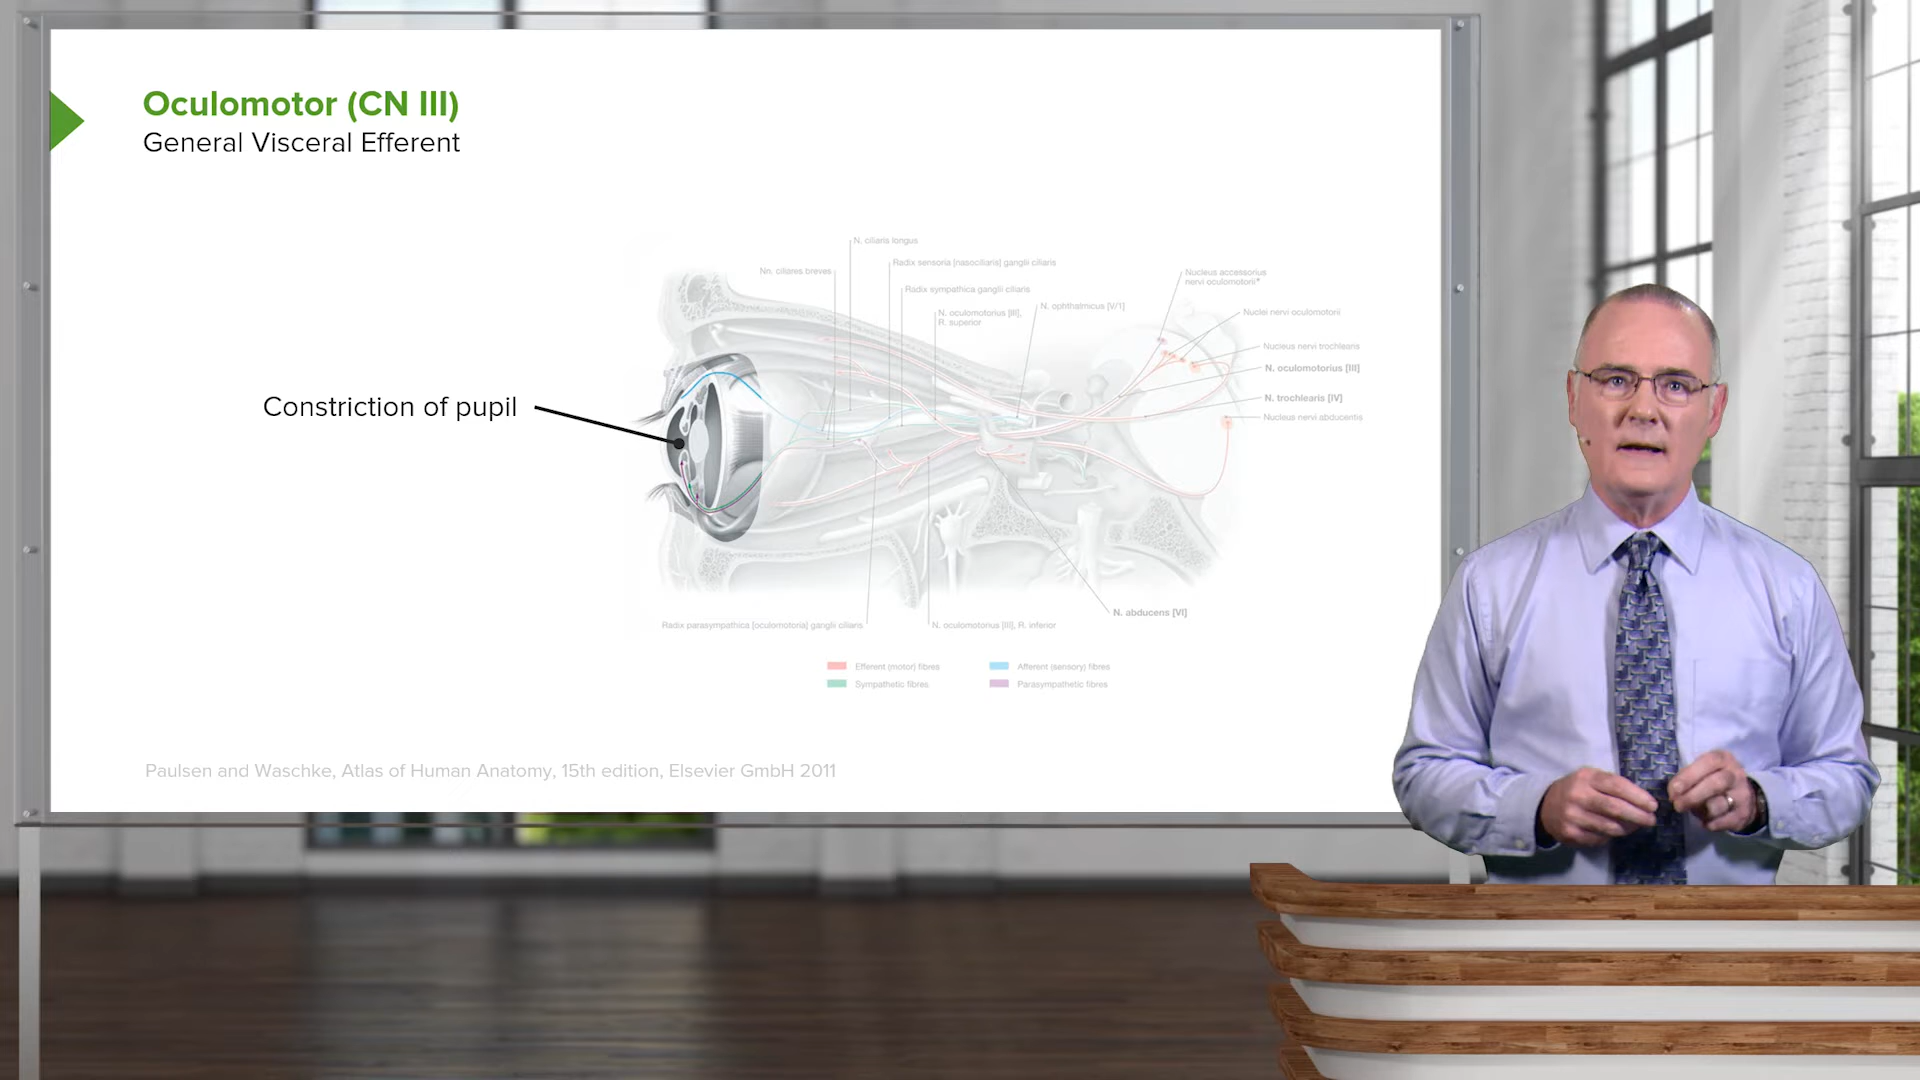 Oculomotor (CN III)
General Visceral Efferent
N. ciliaris longus
Radix sensoria [nasociliaris] ganglii ciliaris
Nn. ciliares breves
Nucleus accessorius
nervi oculomotorii*
Radix sympathica ganglii ciliaris
N. ophthalmicus [V/1]
N. oculomotorius [III],
R. superior
Nuclei nervi oculomotorii
Nucleus nervi trochlearis
N. oculomotorius [III]
N. trochlearis [IV]
Constriction of pupil
Nucleus nervi abducentis
N. abducens [VI]
Radix parasympathica [oculomotoria] ganglii ciliaris
N. oculomotorius [III], R. inferior
Efferent (motor) fibres
Afferent (sensory) fibres
Sympathetic fibres
Parasympathetic fibres
Paulsen and Waschke, Atlas of Human Anatomy, 15th edition, Elsevier GmbH 2011